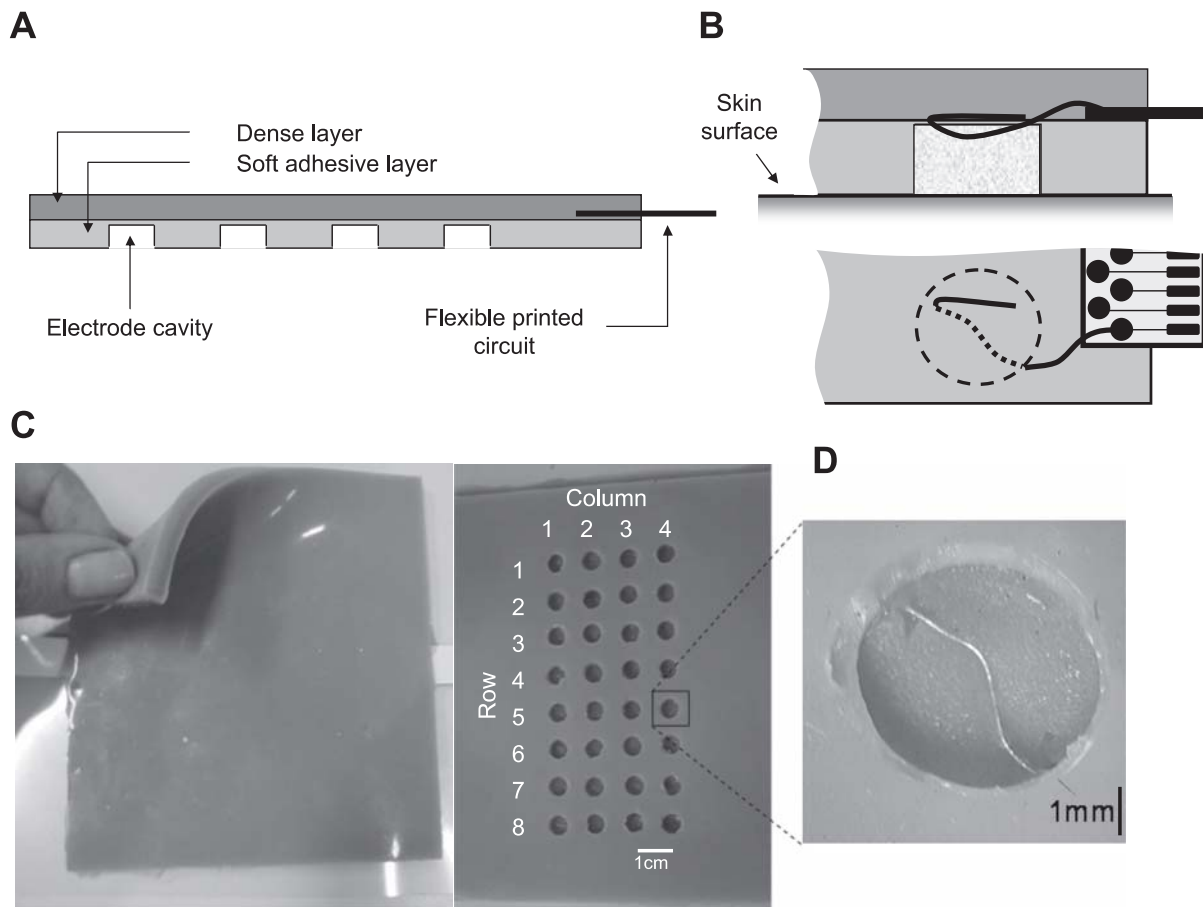 A
Dense layer
Soft adhesive layer
Electrode cavity
Flexible printed
circuit
B
Skin
surface
C
Column
1 2 3 4
Row
1
2
3
4
5
6
7
8
1cm
D
1mm